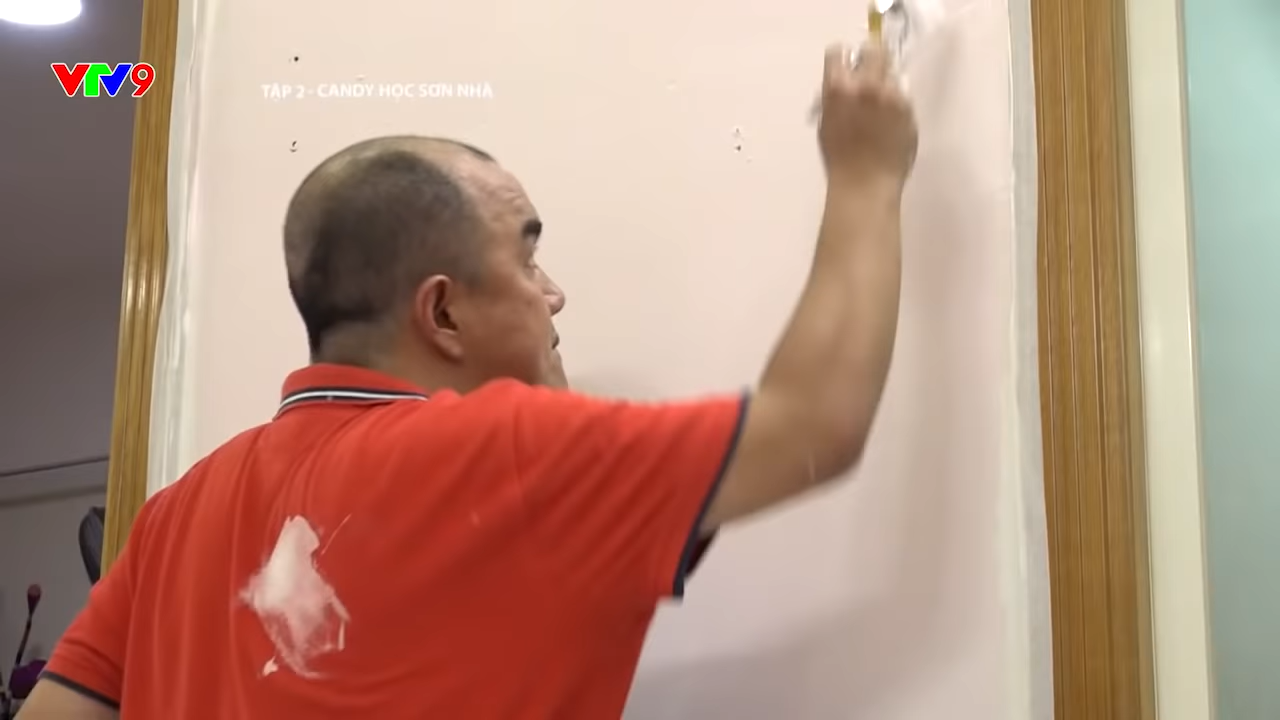 VTV9
TẬP 2 - CANDY HỌC SƠN NHÀ